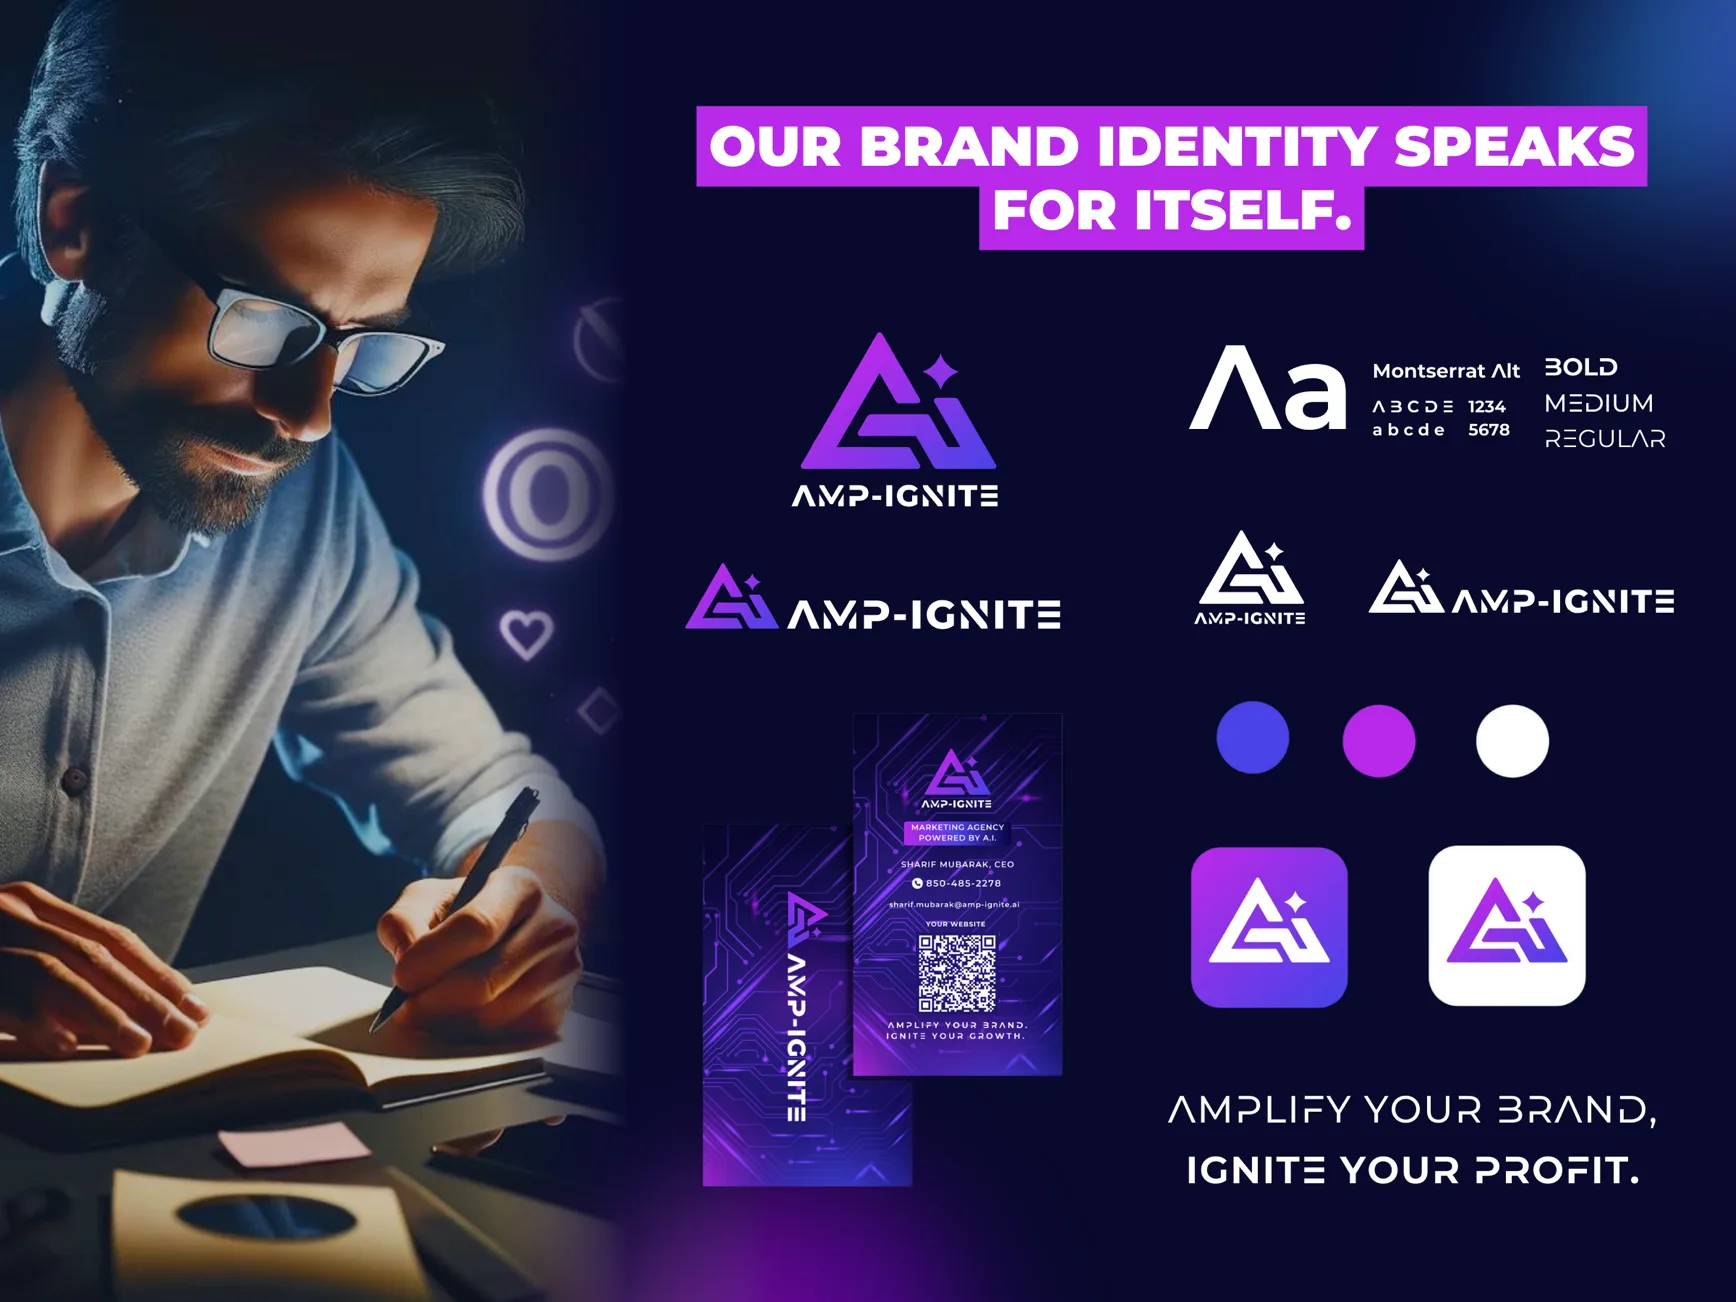 OUR BRAND IDENTITY SPEAKS
FOR ITSELF.
AMP-IGNITE
AMP-IGNITE
Aa
Montserrat Alt
A B C D E 1234
a b c d e 5678
BOLD
MEDIUM
REGULAR
AMP-IGNITE
AMP-IGNITE
AMP-IGNITE
AMP-IGNITE
MARKETING AGENCY
POWERED BY A.I.
SHARIF MUBARAK, CEO
850-485-2278
sharif.mubarak@amp-ignite.ai
YOUR WEBSITE
AMPLIFY YOUR BRAND.
IGNITE YOUR GROWTH.
AMPLIFY YOUR BRAND,
IGNITE YOUR PROFIT.